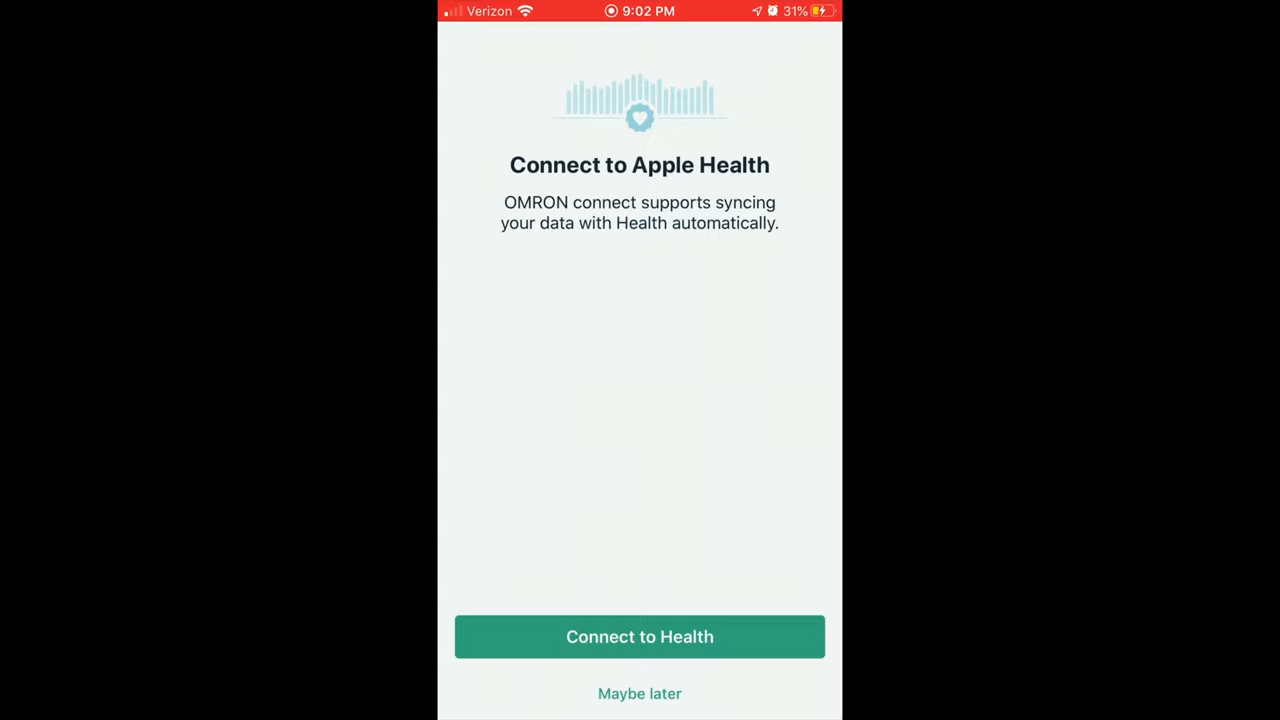 Verizon 9:02 PM 31%
Connect to Apple Health
OMRON connect supports syncing
your data with Health automatically.
Connect to Health
Maybe later